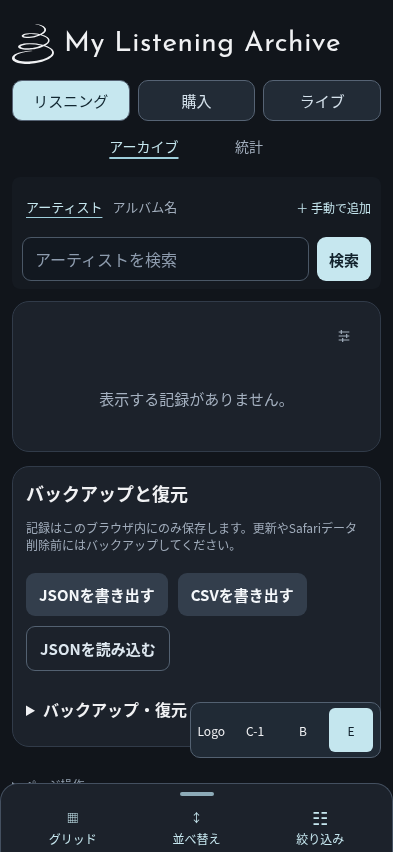 My Listening Archive
リスニング
購入
ライブ
アーカイブ
統計
アーティスト
アルバム名
＋ 手動で追加
アーティストを検索
検索
表示する記録がありません。
バックアップと復元
記録はこのブラウザ内にのみ保存します。更新やSafariデータ
削除前にはバックアップしてください。
JSONを書き出す
CSVを書き出す
JSONを読み込む
▶ バックアップ・復元
Logo
C-1
B
E
グリッド
並べ替え
絞り込み